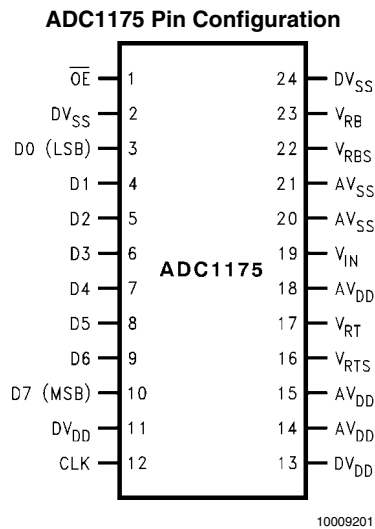 ADC1175 Pin Configuration
OE 1 24 DVSS
DVSS 2 23 VRB
D0 (LSB) 3 22 VRBS
D1 4 21 AVSS
D2 5 20 AVSS
D3 6 19 VIN
ADC1175
D4 7 18 AVDD
D5 8 17 VRT
D6 9 16 VRTS
D7 (MSB) 10 15 AVDD
DVDD 11 14 AVDD
CLK 12 13 DVDD
10009201